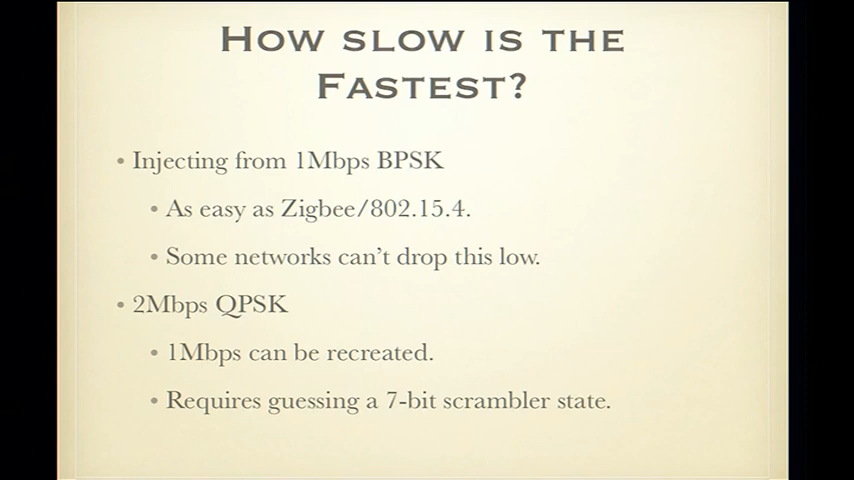 How slow is the
Fastest?
• Injecting from 1Mbps BPSK
• As easy as Zigbee/802.15.4.
• Some networks can't drop this low.
• 2Mbps QPSK
• 1Mbps can be recreated.
• Requires guessing a 7-bit scrambler state.